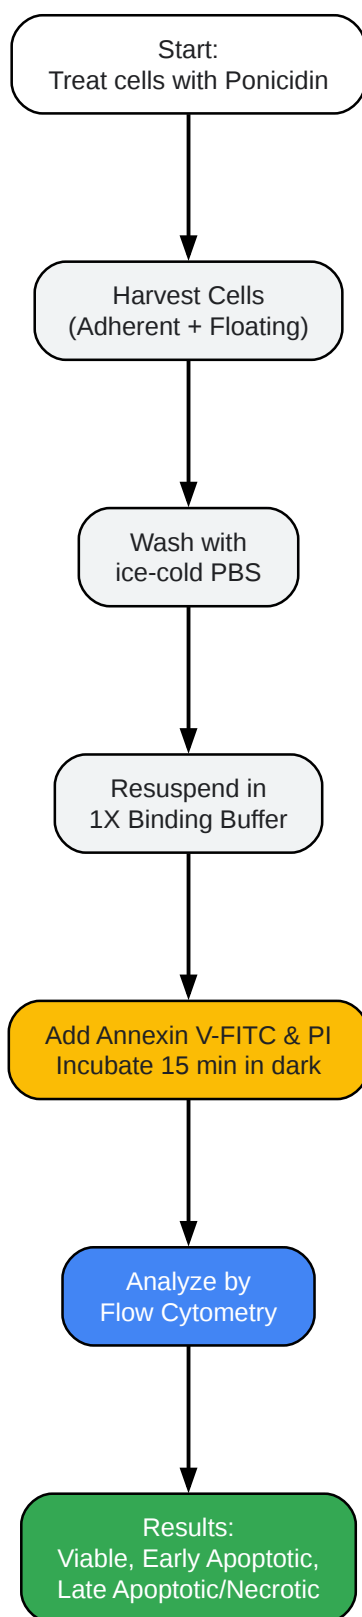 Start:
Treat cells with Ponicidin
Harvest Cells
(Adherent + Floating)
Wash with
ice-cold PBS
Resuspend in
1X Binding Buffer
Add Annexin V-FITC & PI
Incubate 15 min in dark
Analyze by
Flow Cytometry
Results:
Viable, Early Apoptotic,
Late Apoptotic/Necrotic